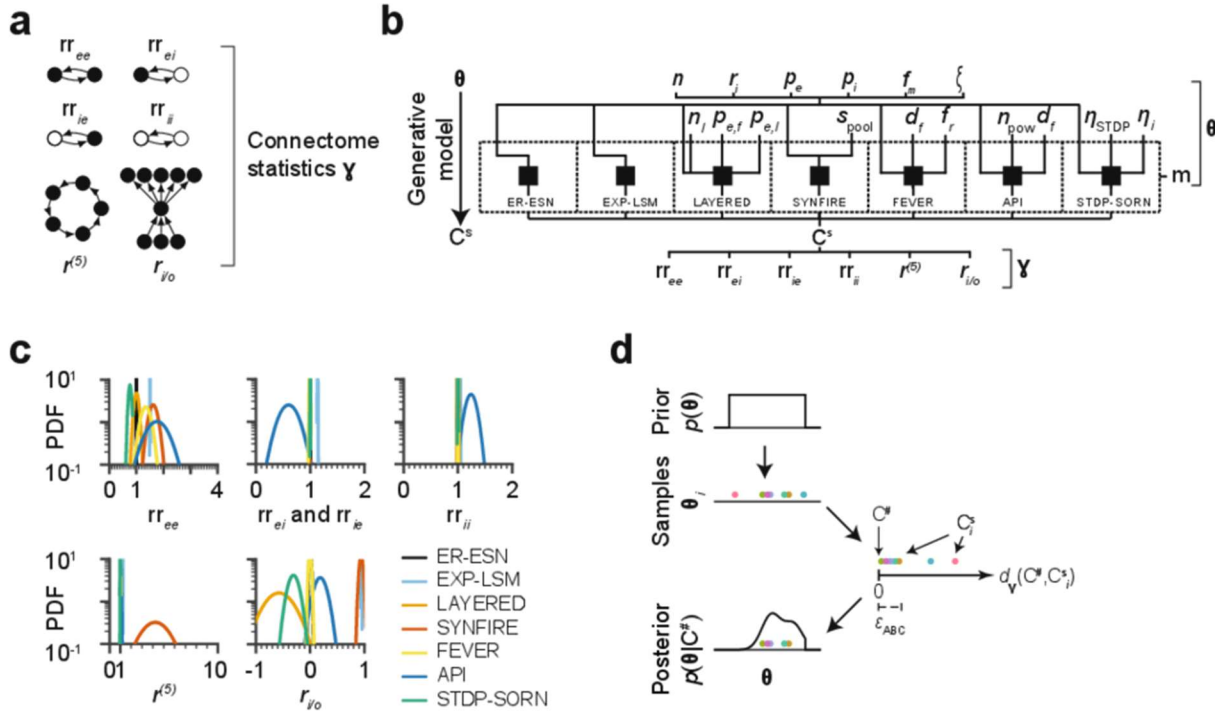 a
rr_ee rr_ei
rr_ie rr_ii
r^(5) r_i/o
Connectome
statistics γ
b
θ
Generative
model
C^s
n r_i p_e p_i f_m ξ
n_l p_e,f p_e,l s_pool d_f f_r n_pow d_f η_STDP η_i
θ
m
ER-ESN EXP-LSM LAYERED SYNFIRE FEVER API STDP-SORN
C^s
rr_ee rr_ei rr_ie rr_ii r^(5) r_i/o γ
c
PDF
10^1
10^-1
0 1 4
rr_ee
0 1 2
rr_ei and rr_ie
0 1 2
rr_ii
PDF
10^1
10^-1
0 1 10
r^(5)
-1 0 1
r_i/o
ER-ESN
EXP-LSM
LAYERED
SYNFIRE
FEVER
API
STDP-SORN
d
Prior
p(θ)
Samples
θ_i
C^#
C^s_i
0
d_γ(C^#,C^s_i)
ε_ABC
Posterior
p(θ|C^#)
θ